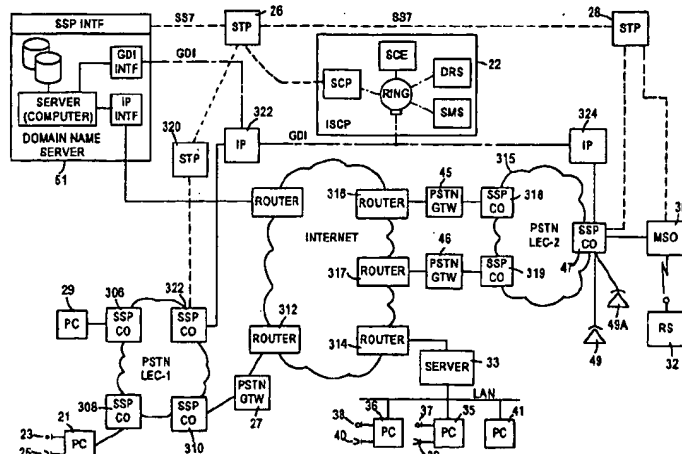 SSP INTF
SS7
26
SS7
28
STP
STP
GDI INTF
GDI
SERVER (COMPUTER)
IP INTF
DOMAIN NAME SERVER
51
SCE
22
SCP
RING
DRS
SMS
ISCP
320
322
324
STP
IP
GDI
IP
ROUTER
INTERNET
316
ROUTER
45
PSTN GTW
315
SSP CO
318
PSTN LEC-2
SSP CO
47
MSO
317
ROUTER
46
PSTN GTW
SSP CO
319
29
PC
306
SSP CO
322
SSP CO
PSTN LEC-1
312
ROUTER
314
ROUTER
SERVER
33
49
49A
RS
32
308
SSP CO
SSP CO
310
PSTN GTW
27
21
PC
23
25
LAN
38
40
36
PC
37
35
PC
41
PC